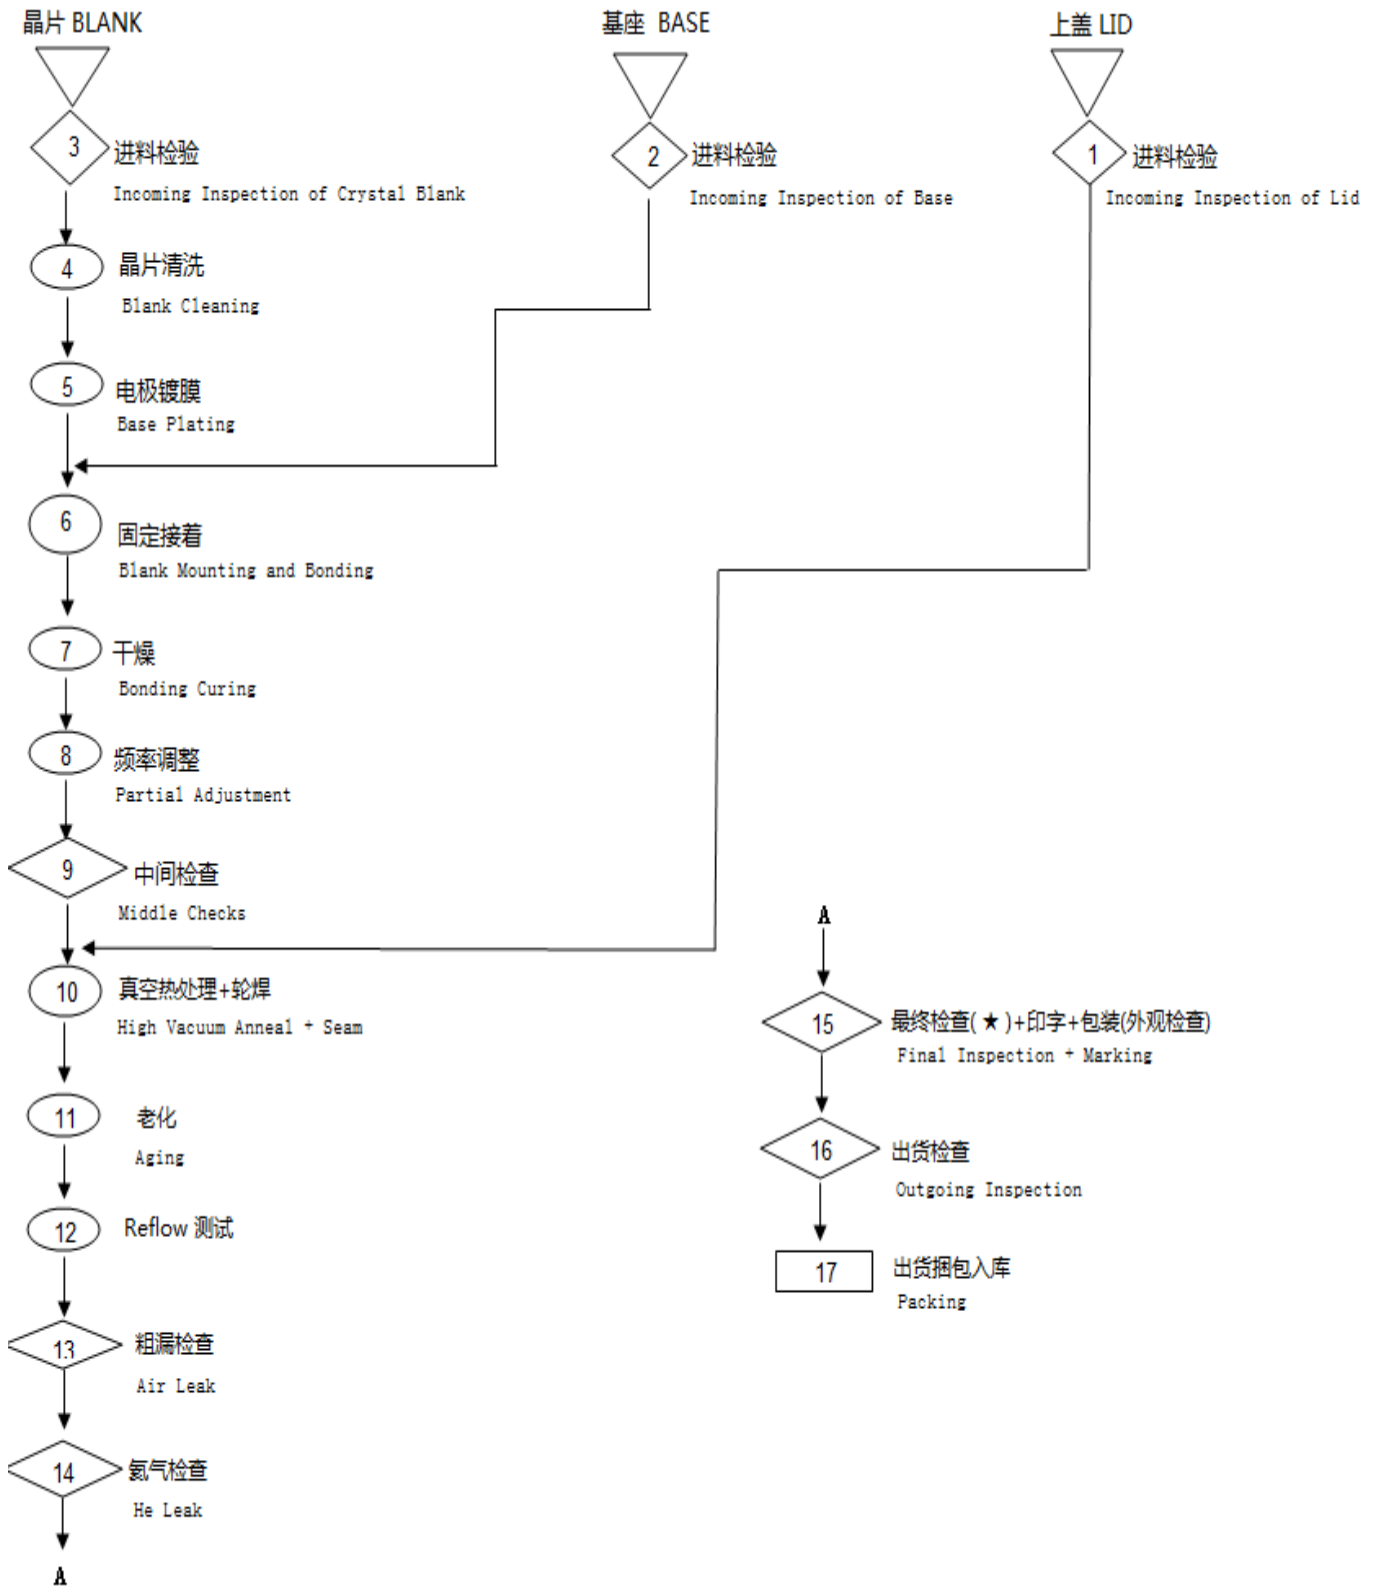 晶片 BLANK
基座 BASE
上盖 LID
3
进料检验
Incoming Inspection of Crystal Blank
2
进料检验
Incoming Inspection of Base
1
进料检验
Incoming Inspection of Lid
4
晶片清洗
Blank Cleaning
5
电极镀膜
Base Plating
6
固定接着
Blank Mounting and Bonding
7
干燥
Bonding Curing
8
频率调整
Partial Adjustment
9
中间检查
Middle Checks
10
真空热处理+轮焊
High Vacuum Anneal + Seam
11
老化
Aging
12
Reflow 测试
13
粗漏检查
Air Leak
14
氦气检查
He Leak
A
A
15
最终检查(★)+印字+包装(外观检查)
Final Inspection + Marking
16
出货检查
Outgoing Inspection
17
出货捆包入库
Packing